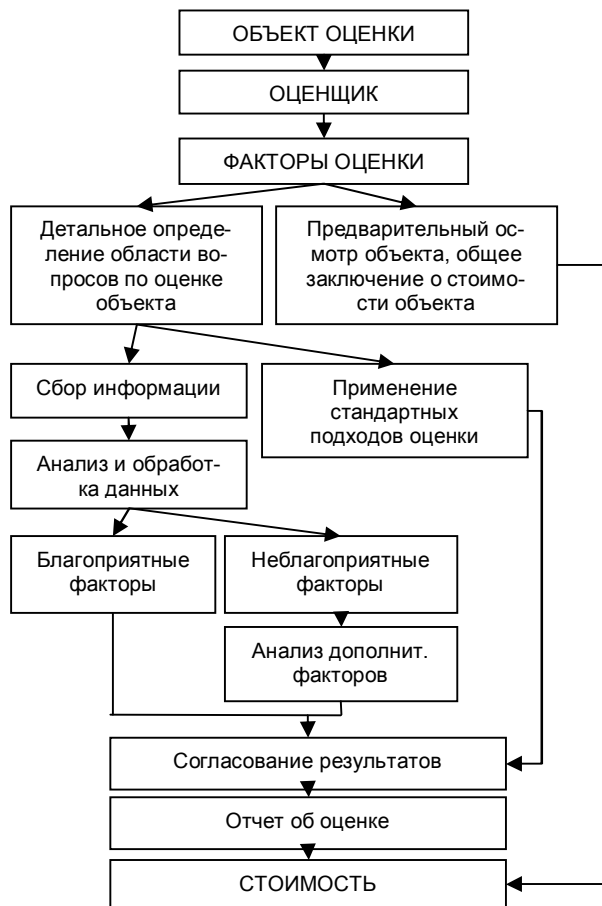 ОБЪЕКТ ОЦЕНКИ
ОЦЕНЩИК
ФАКТОРЫ ОЦЕНКИ
Детальное опреде-
ление области во-
просов по оценке
объекта
Предварительный ос-
мотр объекта, общее
заключение о стоимо-
сти объекта
Сбор информации
Применение
стандартных
подходов оценки
Анализ и обработ-
ка данных
Благоприятные
факторы
Неблагоприятные
факторы
Анализ дополнит.
факторов
Согласование результатов
Отчет об оценке
СТОИМОСТЬ